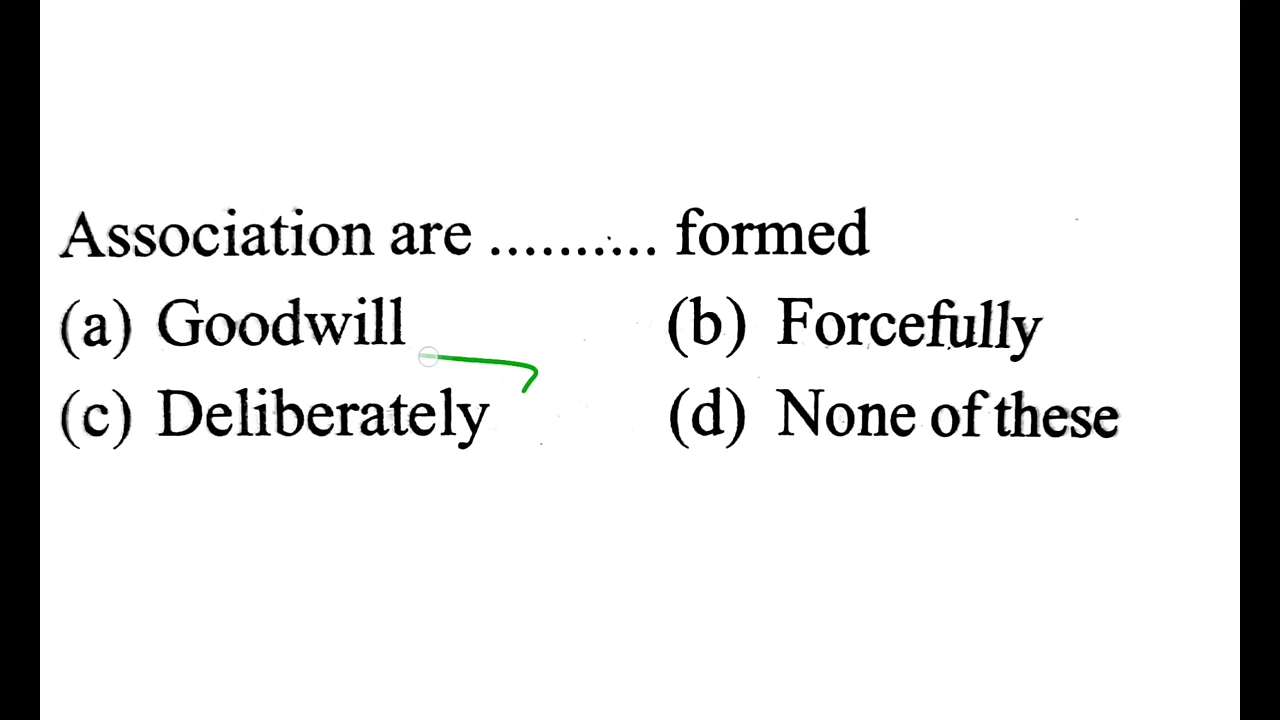 Association are .......... formed
(a) Goodwill (b) Forcefully
(c) Deliberately (d) None of these